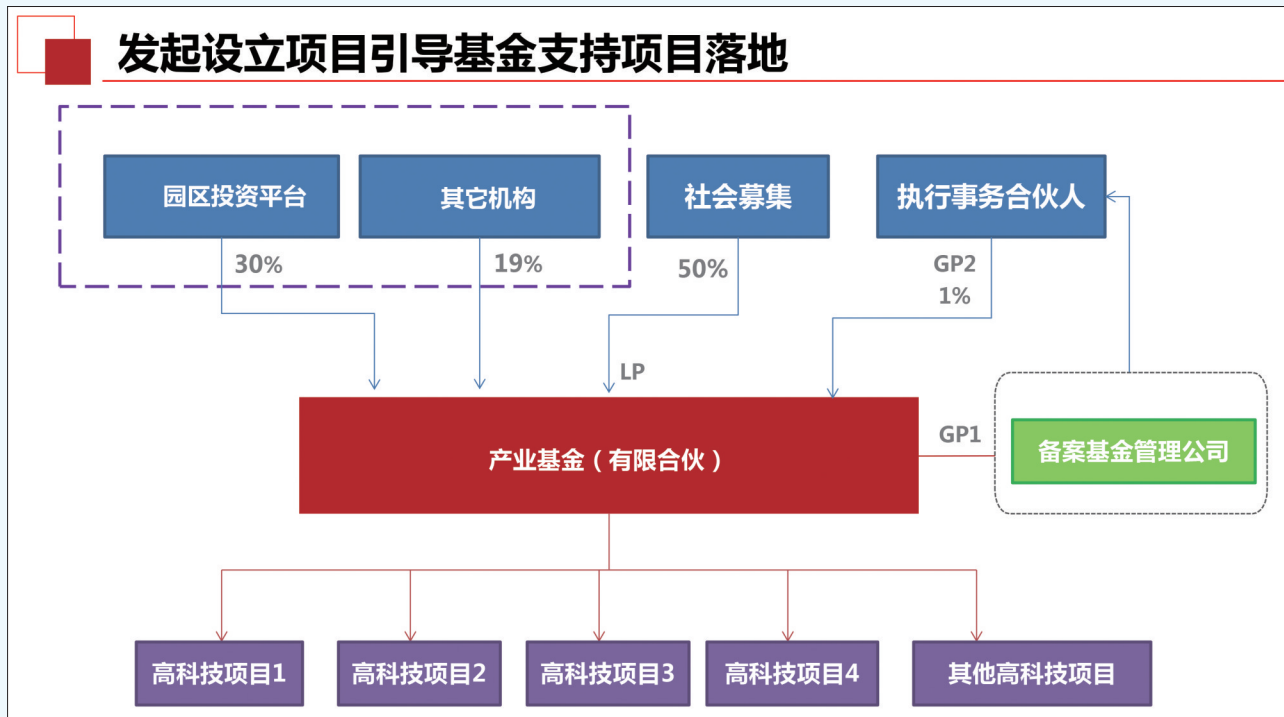 发起设立项目引导基金支持项目落地
园区投资平台
其它机构
社会募集
执行事务合伙人
30%
19%
50%
GP2
1%
LP
产业基金（有限合伙）
GP1
备案基金管理公司
高科技项目1
高科技项目2
高科技项目3
高科技项目4
其他高科技项目